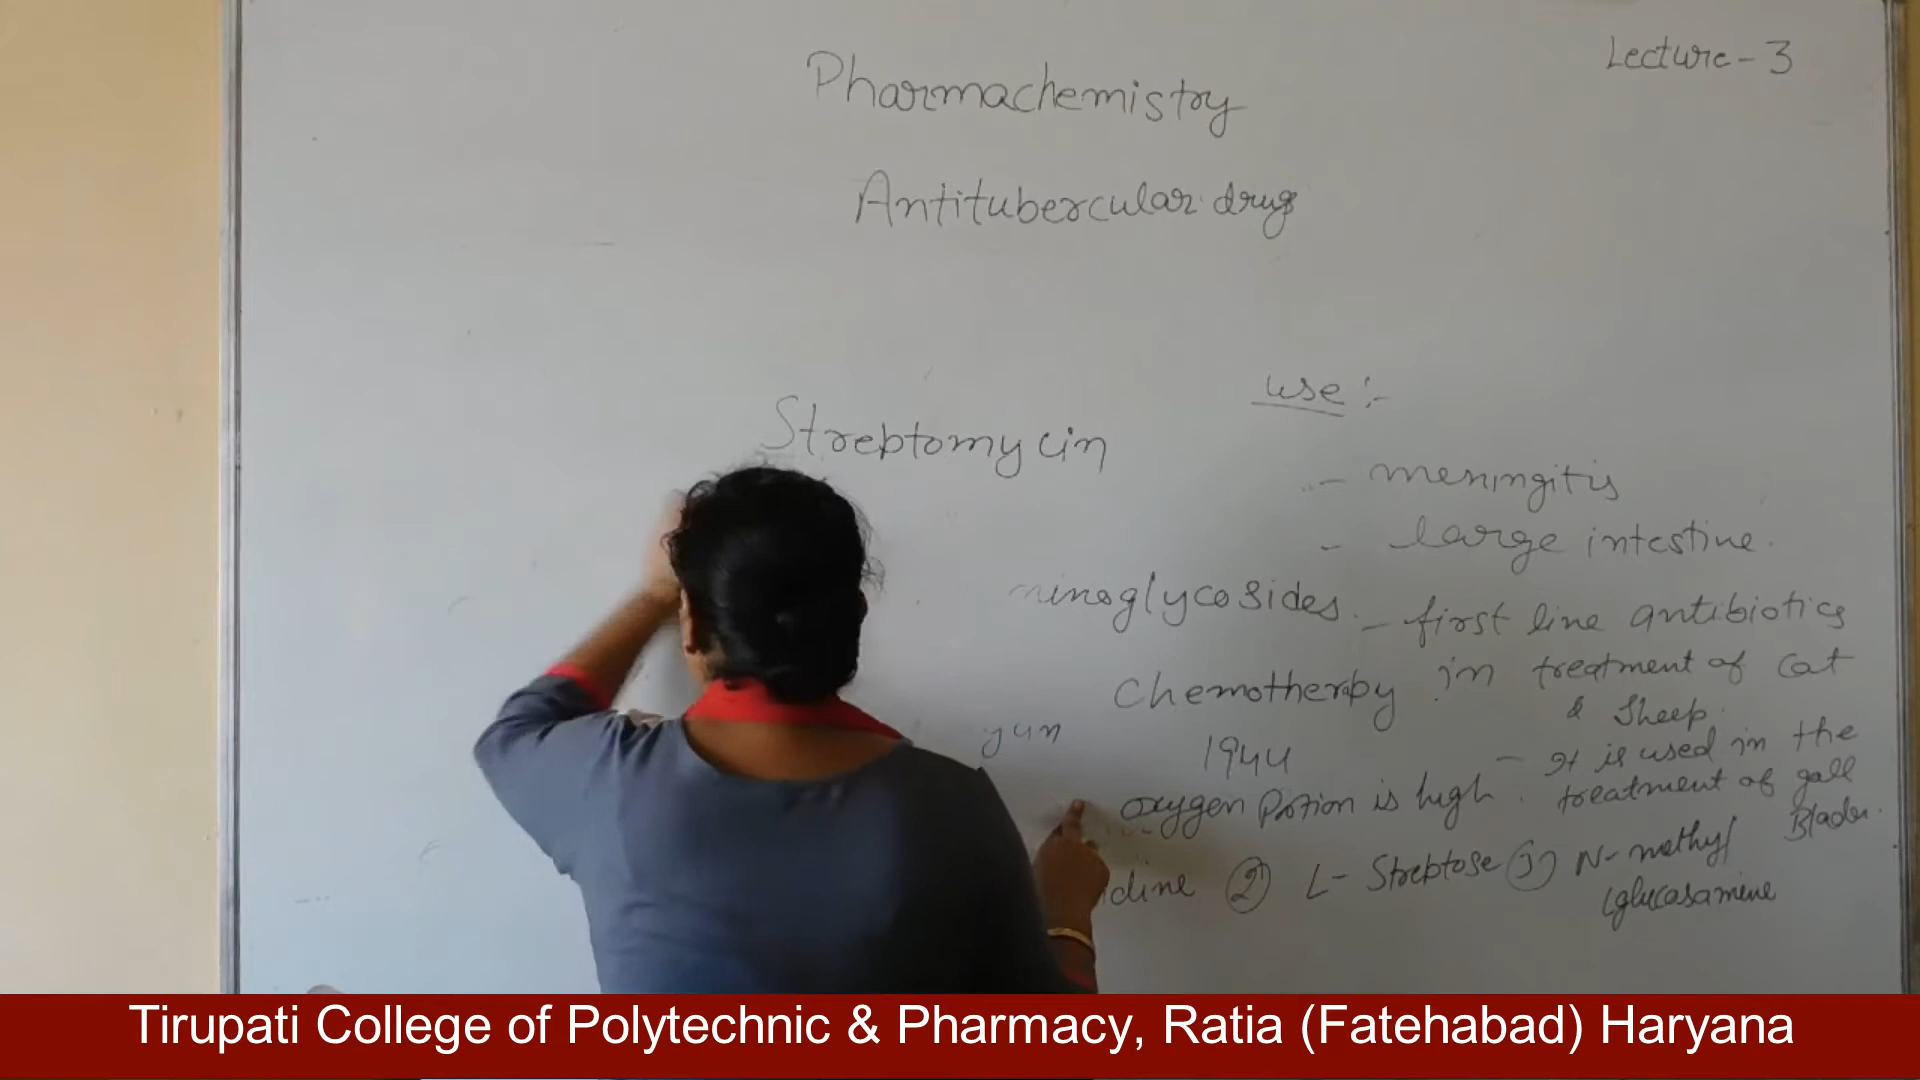 Lecture - 3
Pharmachemistry
Antitubercular drugs
Streptomycin
use :-
- meningitis
- large intestine.
minoglycosides.
- first line antibiotics
in treatment of cat
& Sheep.
Chemotherapy
1944
oxygen potion is high.
- It is used in the
treatment of gall
Blader.
dine ② L- Streptose ③ N-methyl
glucosamine
Tirupati College of Polytechnic & Pharmacy, Ratia (Fatehabad) Haryana